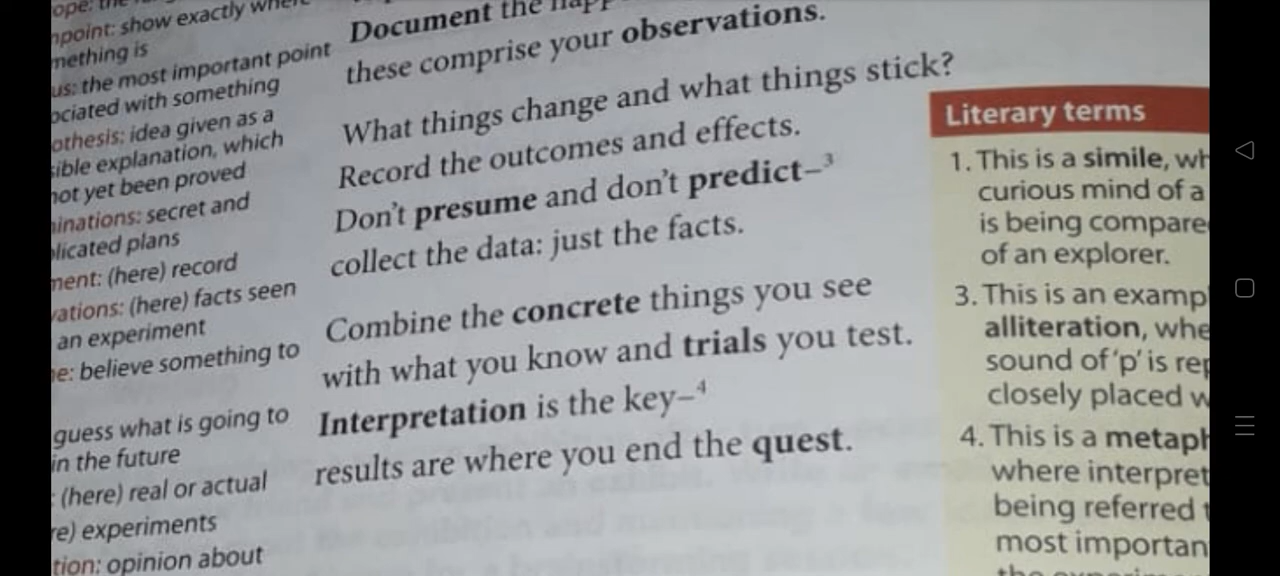 point: show exactly where
mething is
us: the most important point
ociated with something
othesis: idea given as a
ible explanation, which
not yet been proved
inations: secret and
licated plans
ment: (here) record
vations: (here) facts seen
an experiment
e: believe something to
guess what is going to
in the future
: (here) real or actual
re) experiments
tion: opinion about
Document the
these comprise your observations.
What things change and what things stick?
Record the outcomes and effects.
Don't presume and don't predict–³
collect the data: just the facts.
Combine the concrete things you see
with what you know and trials you test.
Interpretation is the key–⁴
results are where you end the quest.
Literary terms
1. This is a simile, wh
curious mind of a
is being compare
of an explorer.
3. This is an examp
alliteration, whe
sound of 'p' is rep
closely placed w
4. This is a metaph
where interpret
being referred t
most importan